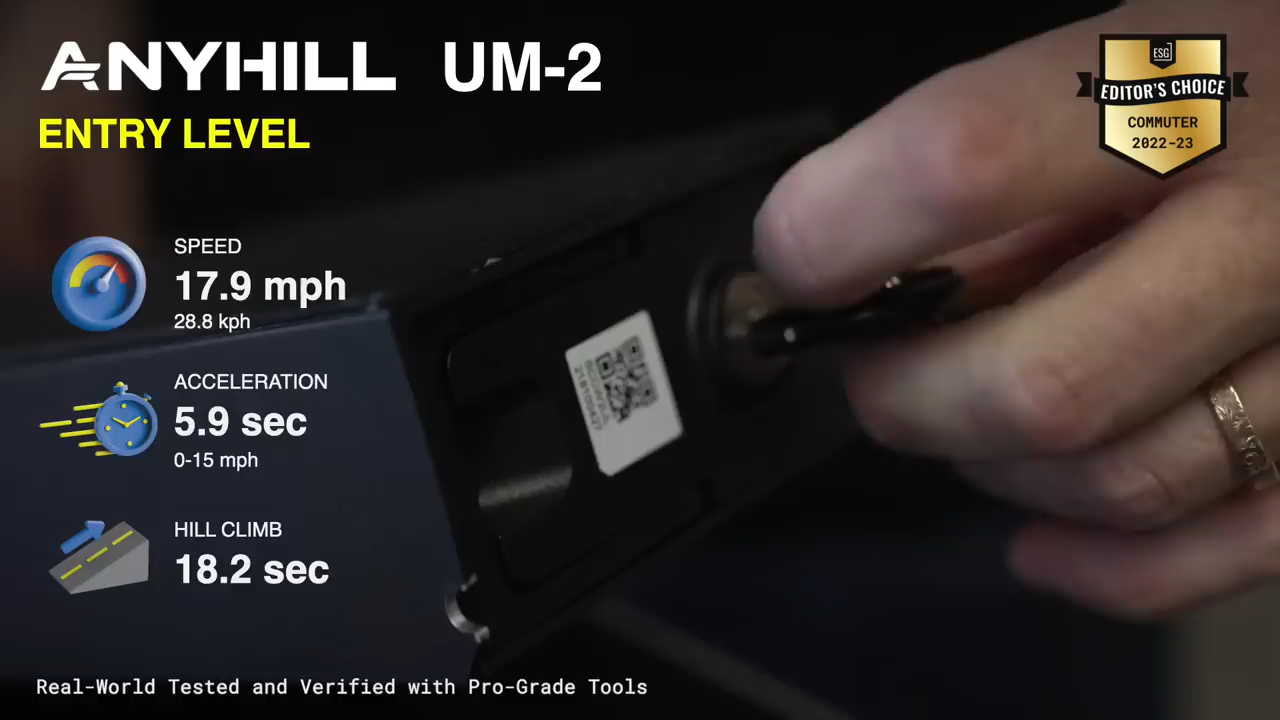 ANYHILL UM-2
ENTRY LEVEL
ESG
EDITOR'S CHOICE
COMMUTER
2022-23
SPEED
17.9 mph
28.8 kph
ACCELERATION
5.9 sec
0-15 mph
HILL CLIMB
18.2 sec
Real-World Tested and Verified with Pro-Grade Tools